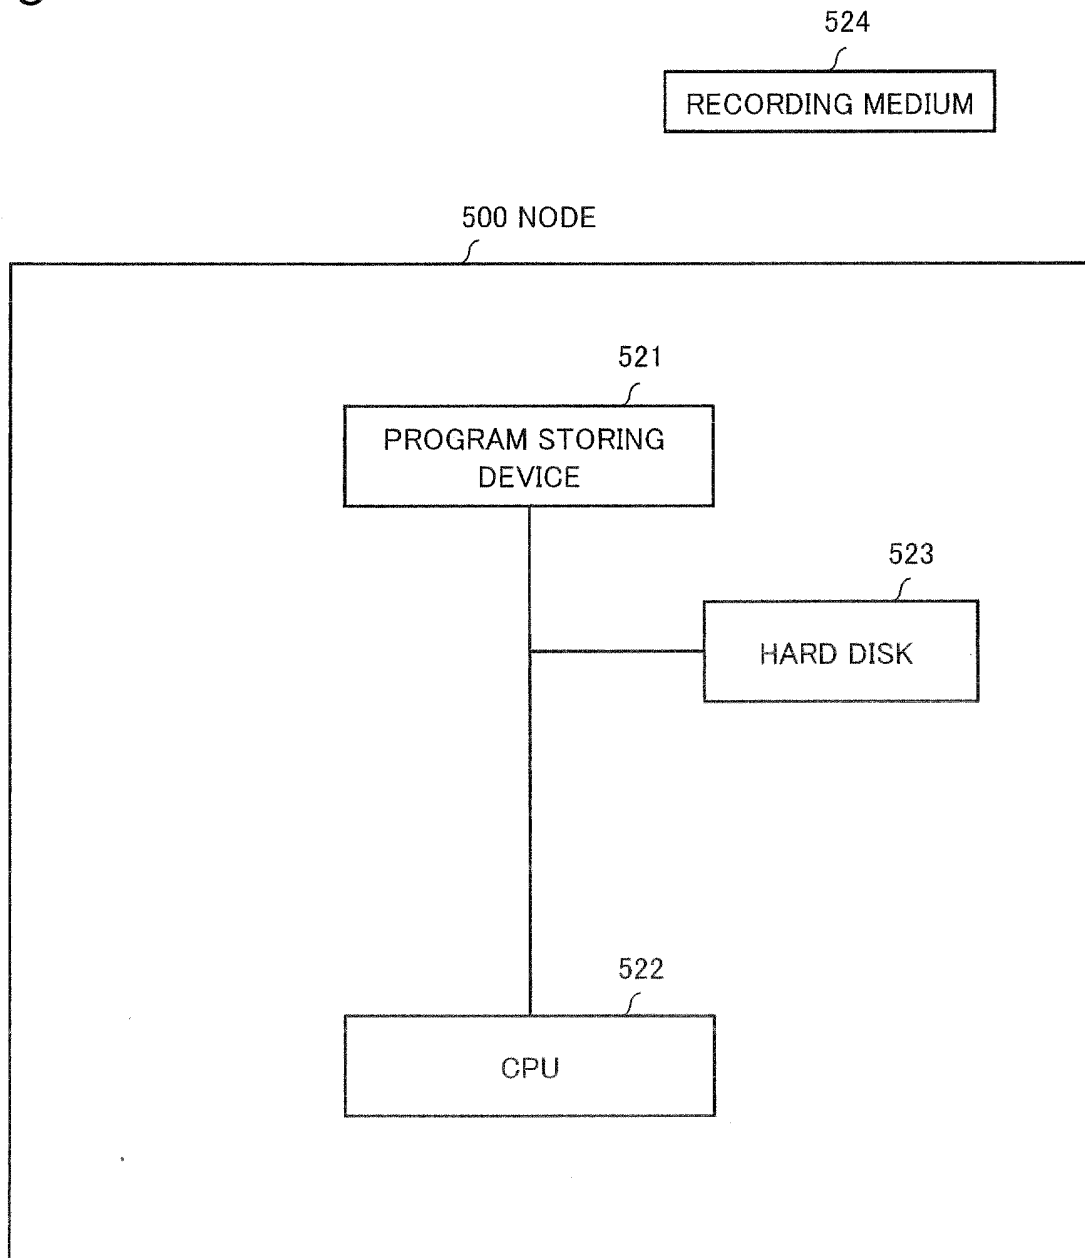 524
RECORDING MEDIUM
500 NODE
521
PROGRAM STORING
DEVICE
523
HARD DISK
522
CPU